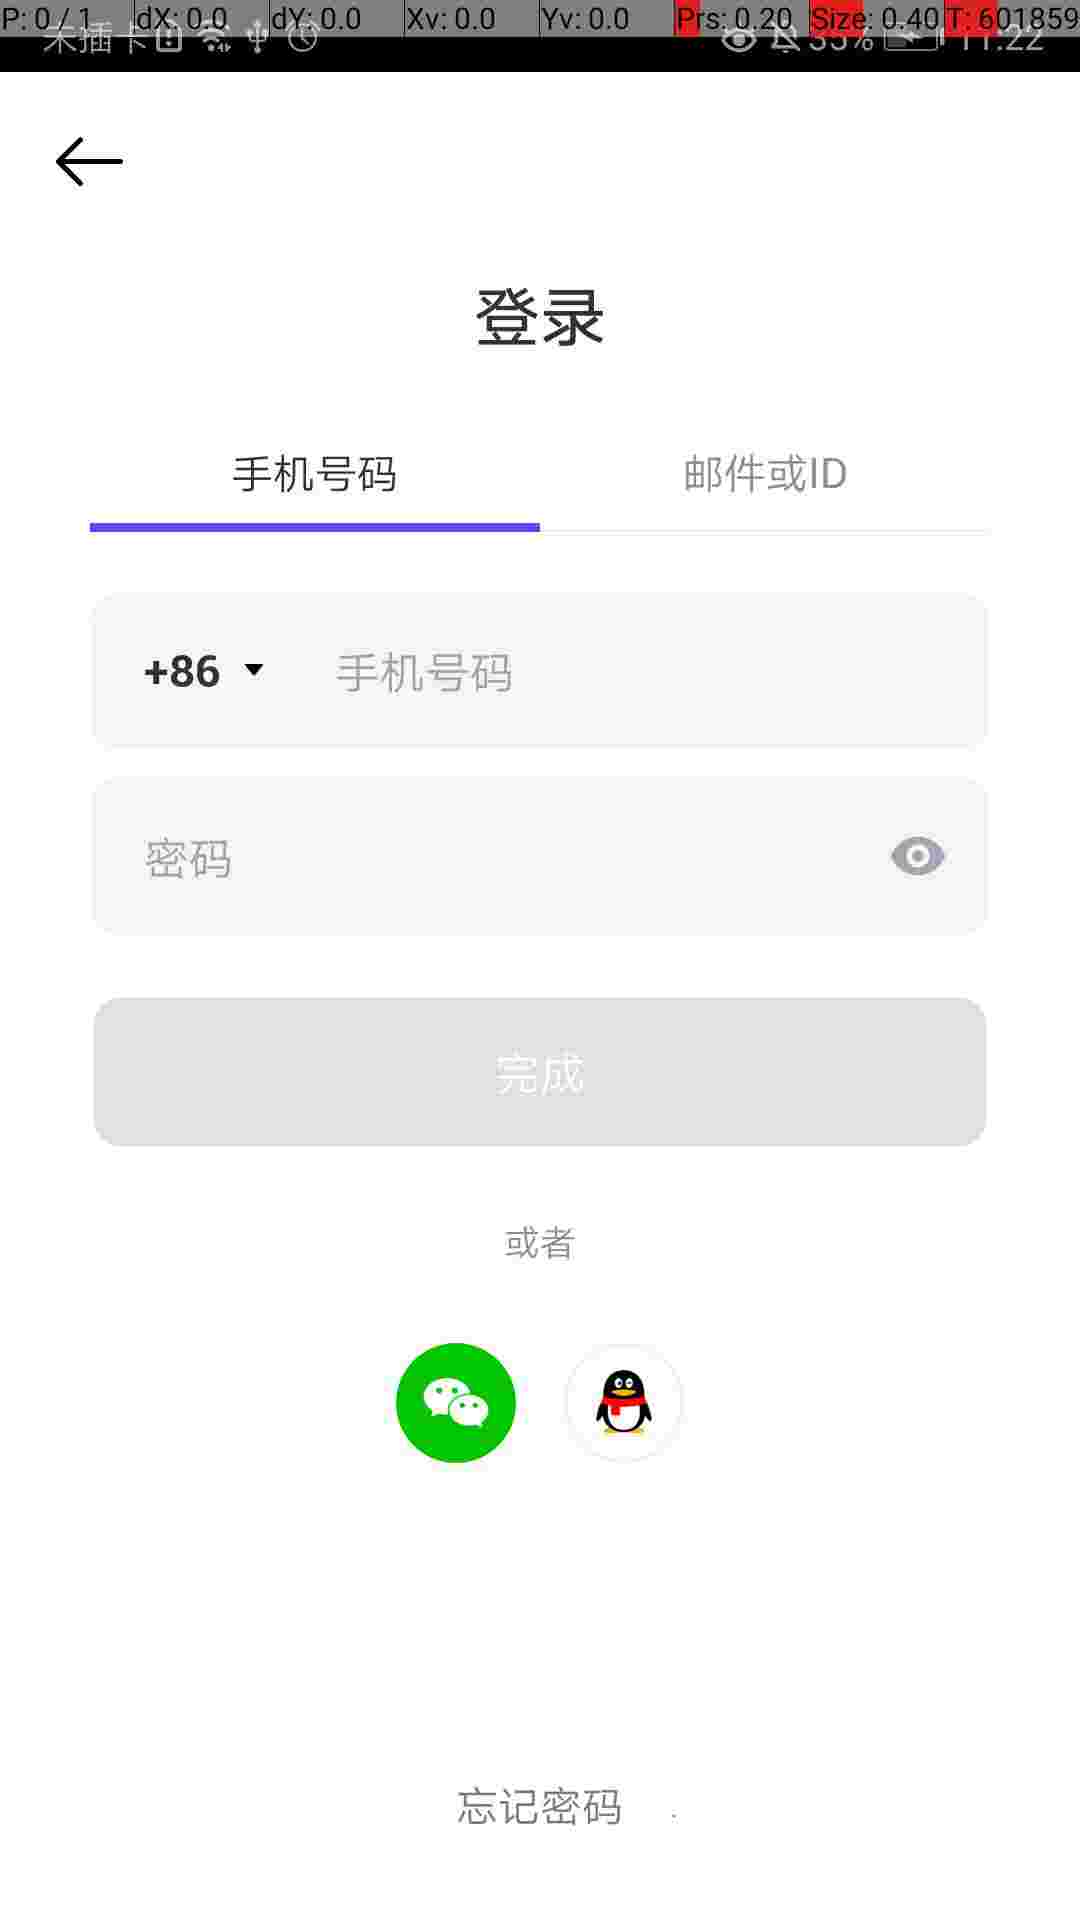 P: 0 / 1 dX: 0.0 dY: 0.0 Xv: 0.0 Yv: 0.0 Prs: 0.20 Size: 0.40 T: 601859
未插卡 35% 11:22
登录
手机号码 邮件或ID
+86 手机号码
密码
完成
或者
忘记密码